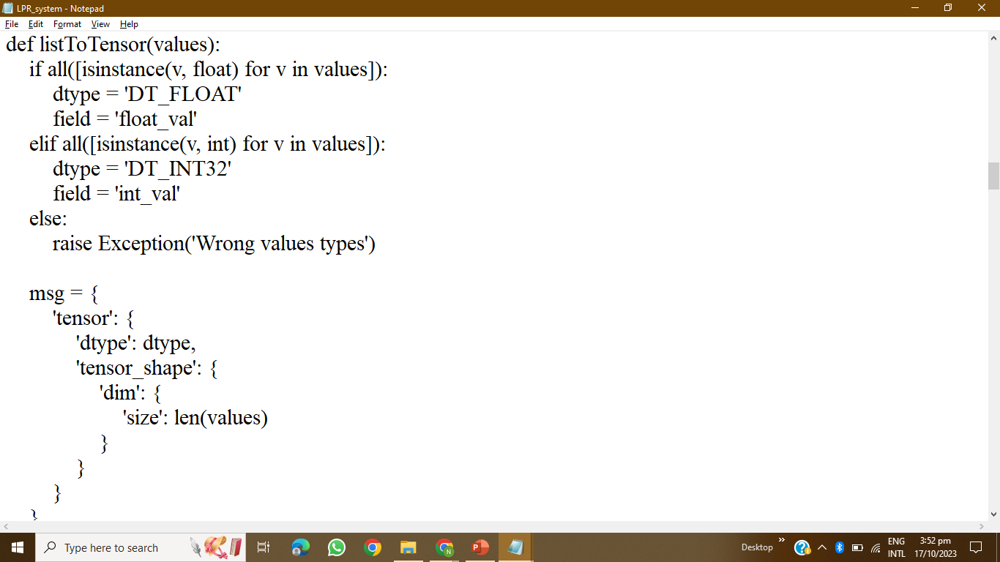 LPR_system - Notepad
File Edit Format View Help
def listToTensor(values):
    if all([isinstance(v, float) for v in values]):
        dtype = 'DT_FLOAT'
        field = 'float_val'
    elif all([isinstance(v, int) for v in values]):
        dtype = 'DT_INT32'
        field = 'int_val'
    else:
        raise Exception('Wrong values types')

    msg = {
        'tensor': {
            'dtype': dtype,
            'tensor_shape': {
                'dim': {
                    'size': len(values)
                }
            }
        }
    }
Type here to search
Desktop
ENG
INTL
3:52 pm
17/10/2023